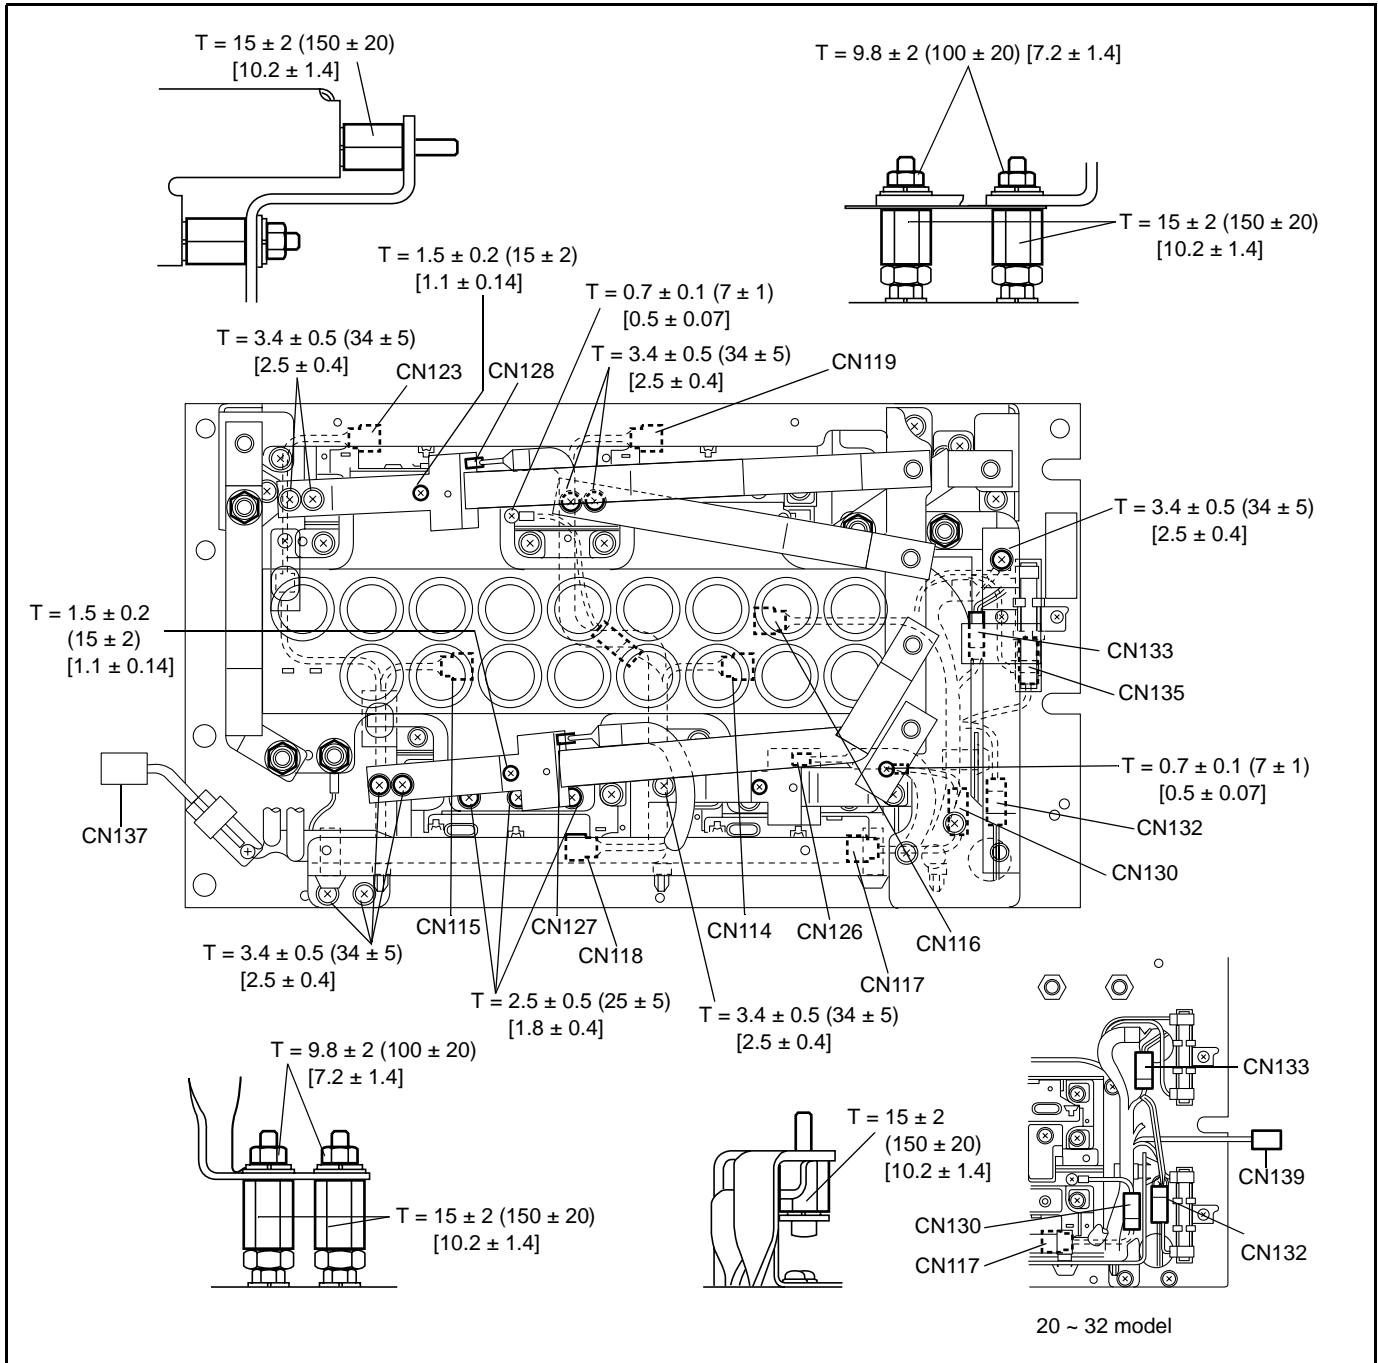 T = 15 ± 2 (150 ± 20)
[10.2 ± 1.4]
T = 9.8 ± 2 (100 ± 20) [7.2 ± 1.4]
T = 15 ± 2 (150 ± 20)
[10.2 ± 1.4]
T = 1.5 ± 0.2 (15 ± 2)
[1.1 ± 0.14]
T = 0.7 ± 0.1 (7 ± 1)
[0.5 ± 0.07]
T = 3.4 ± 0.5 (34 ± 5)
[2.5 ± 0.4]
CN123
CN128
T = 3.4 ± 0.5 (34 ± 5)
[2.5 ± 0.4]
CN119
T = 3.4 ± 0.5 (34 ± 5)
[2.5 ± 0.4]
T = 1.5 ± 0.2
(15 ± 2)
[1.1 ± 0.14]
CN133
CN135
T = 0.7 ± 0.1 (7 ± 1)
[0.5 ± 0.07]
CN137
CN132
CN130
CN115
CN127
CN118
CN114
CN126
CN116
CN117
T = 3.4 ± 0.5 (34 ± 5)
[2.5 ± 0.4]
T = 2.5 ± 0.5 (25 ± 5)
[1.8 ± 0.4]
T = 3.4 ± 0.5 (34 ± 5)
[2.5 ± 0.4]
T = 9.8 ± 2 (100 ± 20)
[7.2 ± 1.4]
T = 15 ± 2 (150 ± 20)
[10.2 ± 1.4]
T = 15 ± 2
(150 ± 20)
[10.2 ± 1.4]
CN133
CN139
CN130
CN132
CN117
20 ~ 32 model